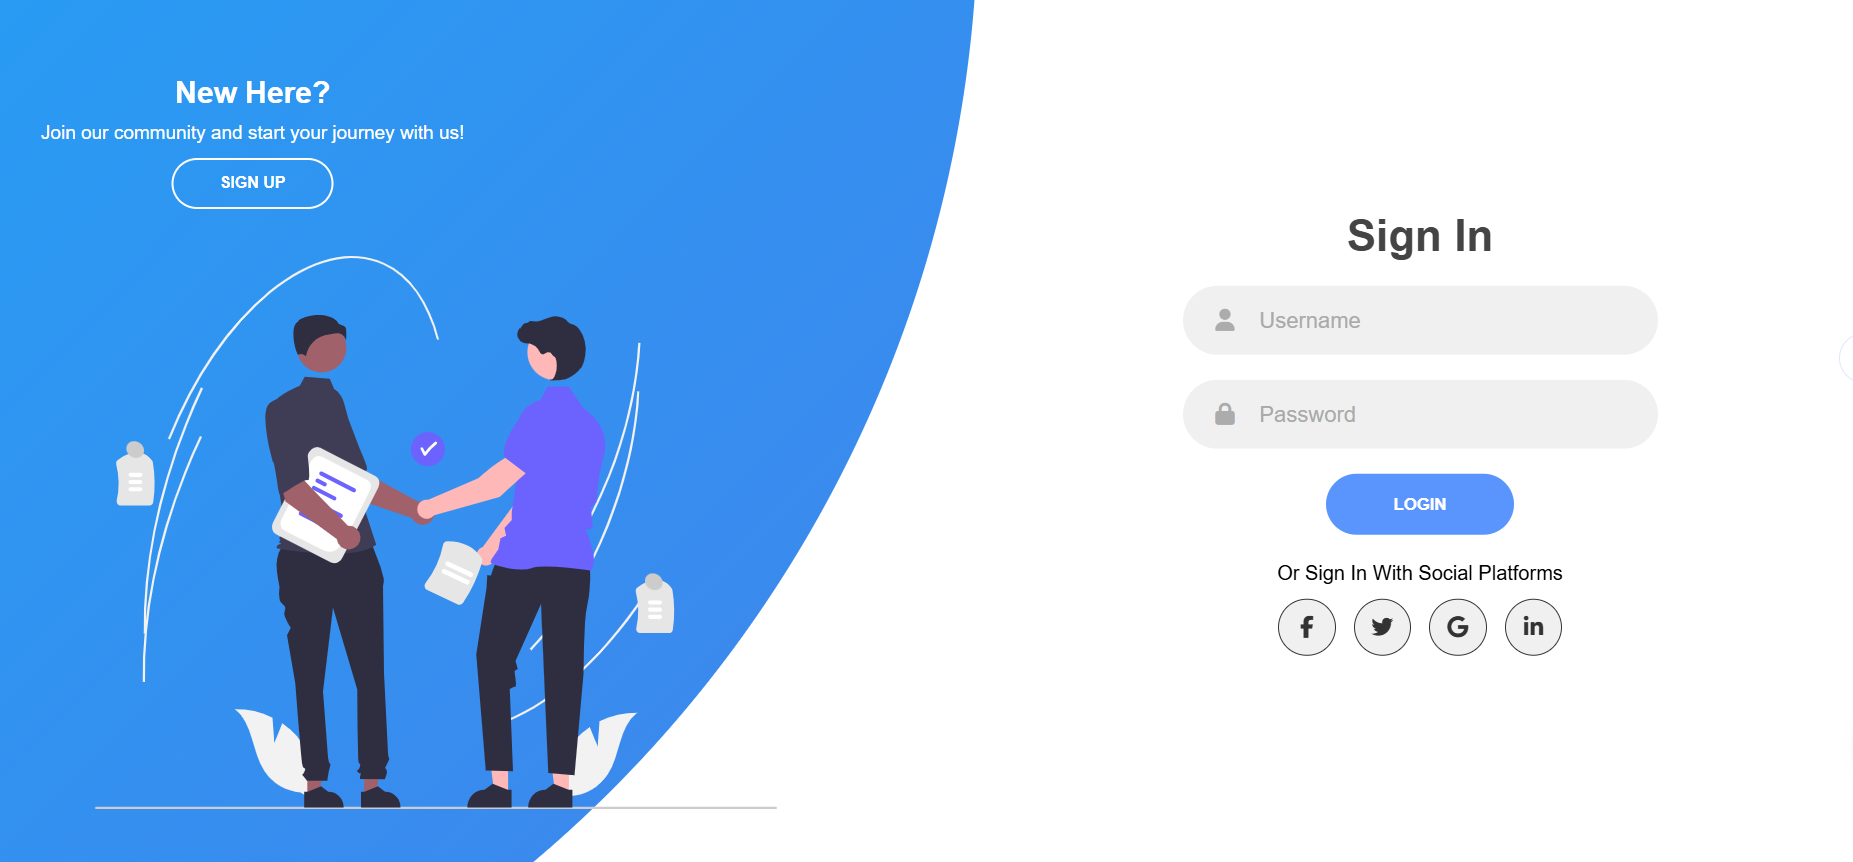 New Here?
Join our community and start your journey with us!
SIGN UP
Sign In
Username
Password
LOGIN
Or Sign In With Social Platforms